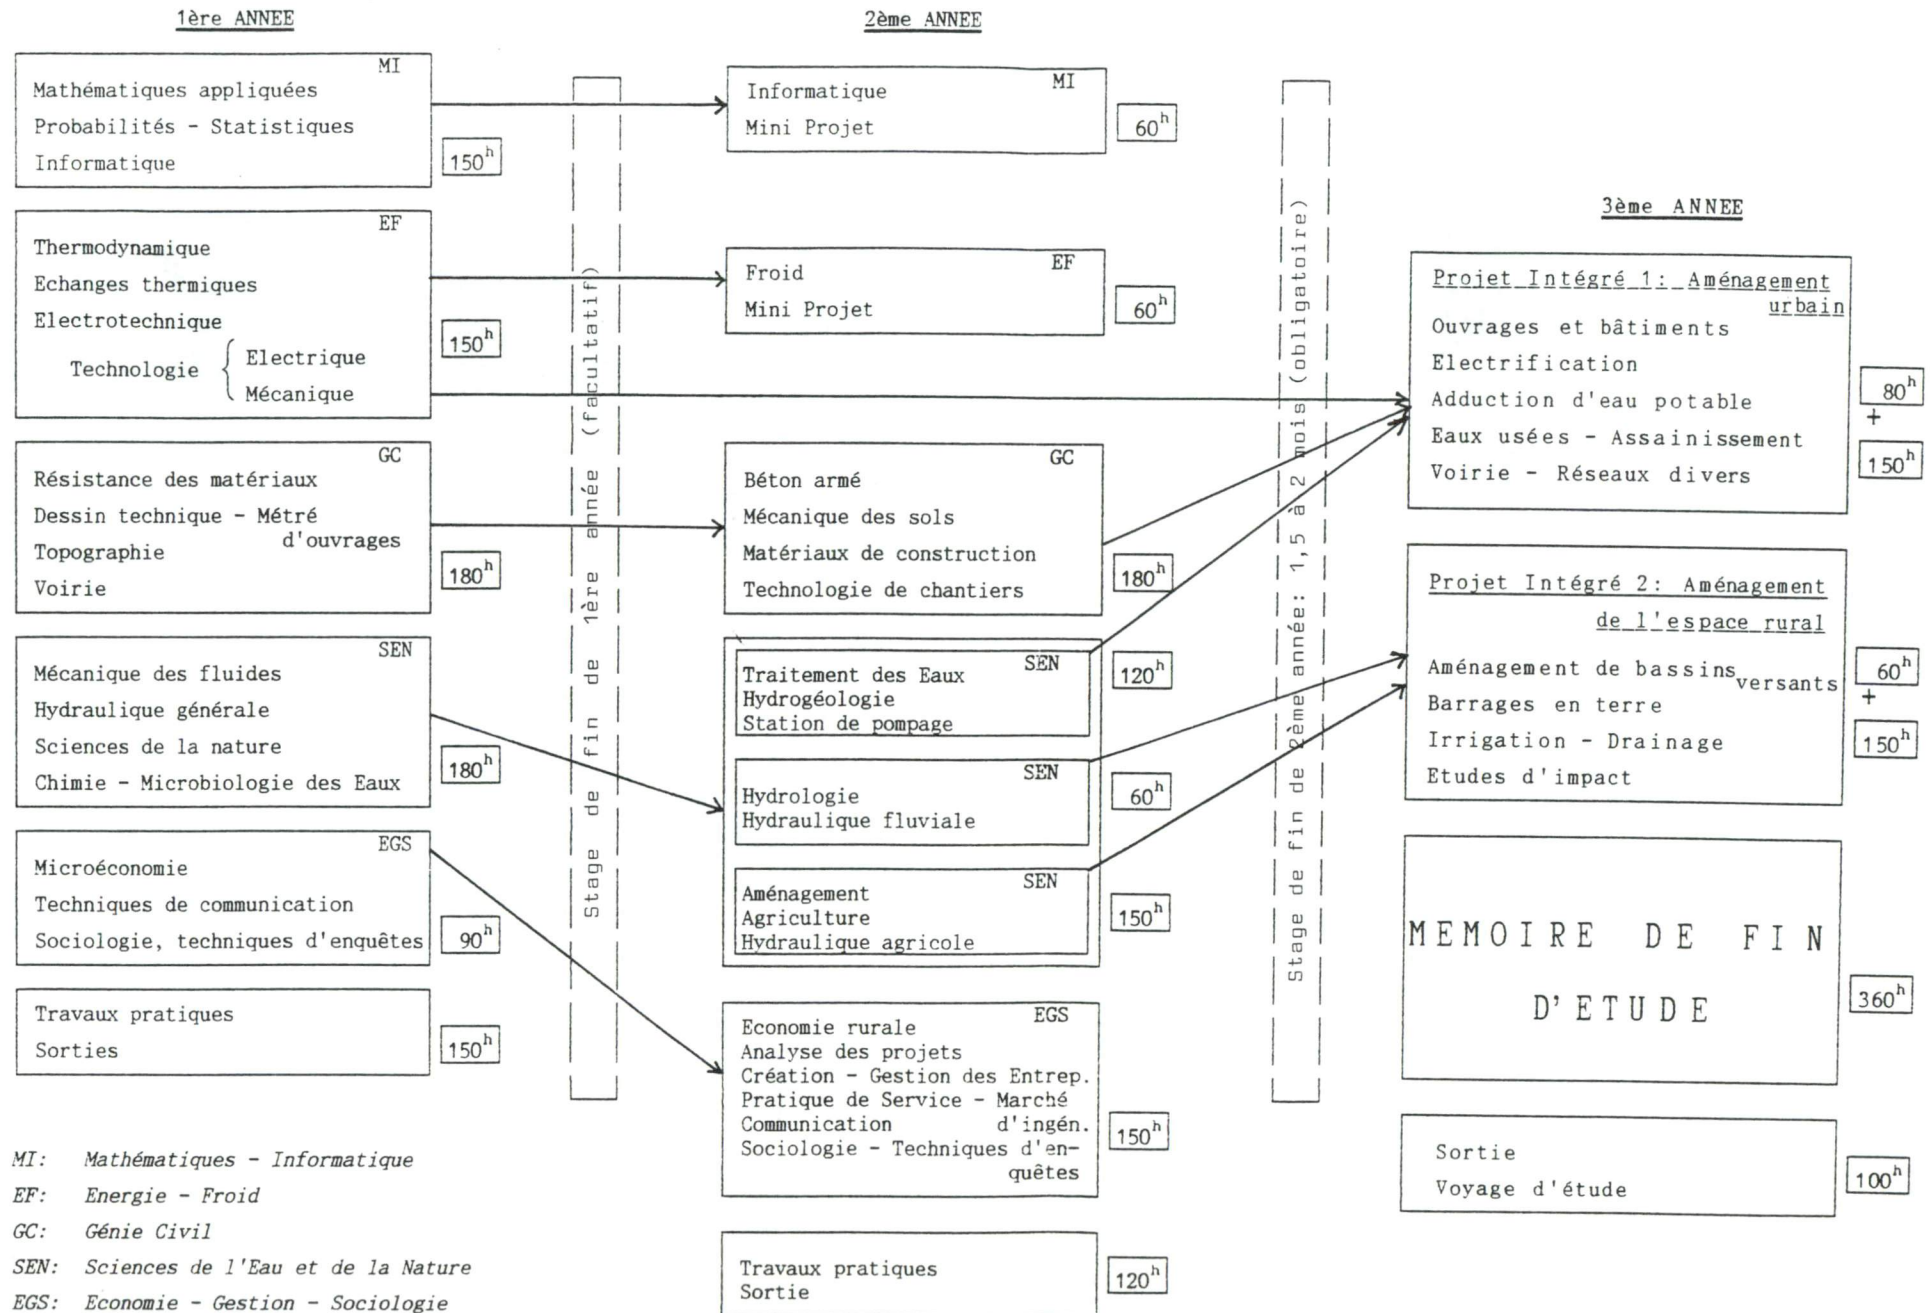 1ère ANNEE
MI
Mathématiques appliquées
Probabilités - Statistiques
Informatique
150h
EF
Thermodynamique
Echanges thermiques
Electrotechnique
Technologie { Electrique
Mécanique
150h
GC
Résistance des matériaux
Dessin technique - Métré
d'ouvrages
Topographie
Voirie
180h
SEN
Mécanique des fluides
Hydraulique générale
Sciences de la nature
Chimie - Microbiologie des Eaux
180h
EGS
Microéconomie
Techniques de communication
Sociologie, techniques d'enquêtes
90h
Travaux pratiques
Sorties
150h
MI: Mathématiques - Informatique
EF: Energie - Froid
GC: Génie Civil
SEN: Sciences de l'Eau et de la Nature
EGS: Economie - Gestion - Sociologie
Stage de fin de 1ère année (facultatif)
2ème ANNEE
MI
Informatique
Mini Projet
60h
EF
Froid
Mini Projet
60h
GC
Béton armé
Mécanique des sols
Matériaux de construction
Technologie de chantiers
180h
SEN
Traitement des Eaux
Hydrogéologie
Station de pompage
120h
SEN
Hydrologie
Hydraulique fluviale
60h
SEN
Aménagement
Agriculture
Hydraulique agricole
150h
EGS
Economie rurale
Analyse des projets
Création - Gestion des Entrep.
Pratique de Service - Marché
Communication d'ingén.
Sociologie - Techniques d'en-
quêtes
150h
Travaux pratiques
Sortie
120h
Stage de fin de 2ème année: 1,5 à 2 mois (obligatoire)
3ème ANNEE
Projet Intégré 1: Aménagement
urbain
Ouvrages et bâtiments
Electrification
Adduction d'eau potable
Eaux usées - Assainissement
Voirie - Réseaux divers
80h
+
150h
Projet Intégré 2: Aménagement
de l'espace rural
Aménagement de bassins
versants
Barrages en terre
Irrigation - Drainage
Etudes d'impact
60h
+
150h
MEMOIRE DE FIN
D'ETUDE
360h
Sortie
Voyage d'étude
100h